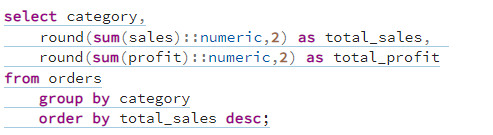 select category,
round(sum(sales)::numeric,2) as total_sales,
round(sum(profit)::numeric,2) as total_profit
from orders
group by category
order by total_sales desc;